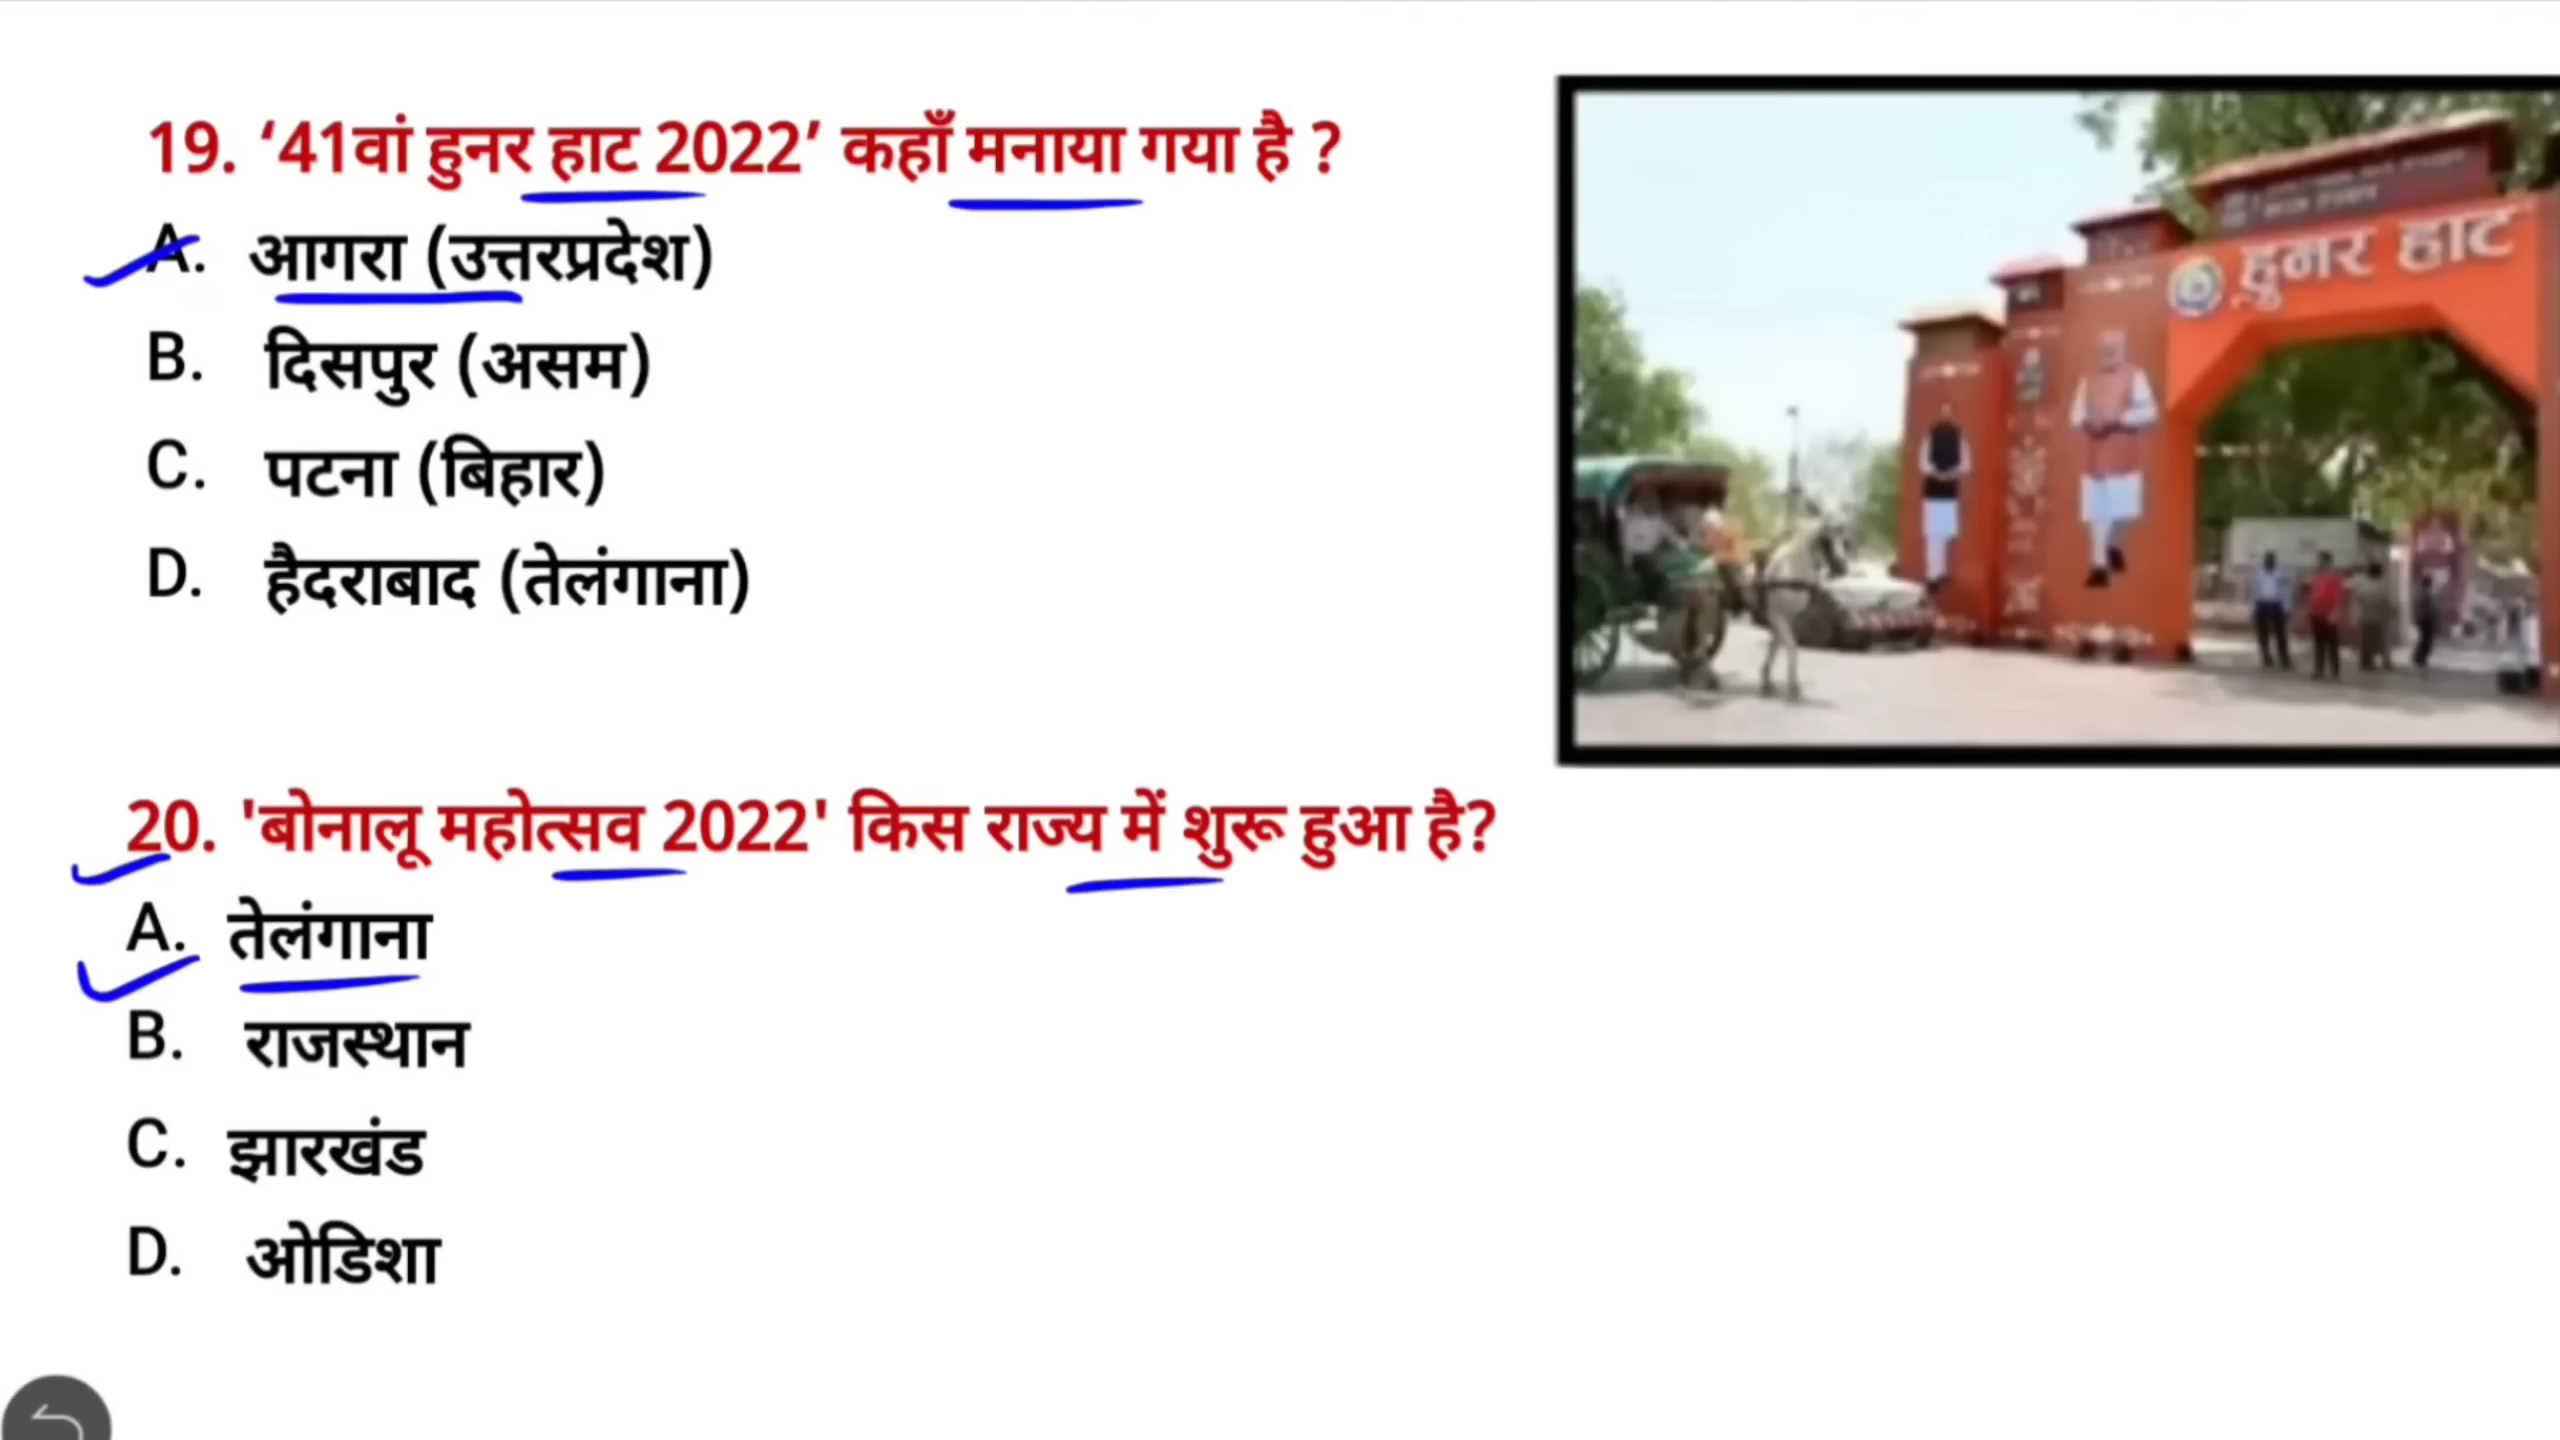 19. ‘41वां हुनर हाट 2022’ कहाँ मनाया गया है ?
A. आगरा (उत्तरप्रदेश)
B. दिसपुर (असम)
C. पटना (बिहार)
D. हैदराबाद (तेलंगाना)
हुनर हाट
20. 'बोनालू महोत्सव 2022' किस राज्य में शुरू हुआ है?
A. तेलंगाना
B. राजस्थान
C. झारखंड
D. ओडिशा